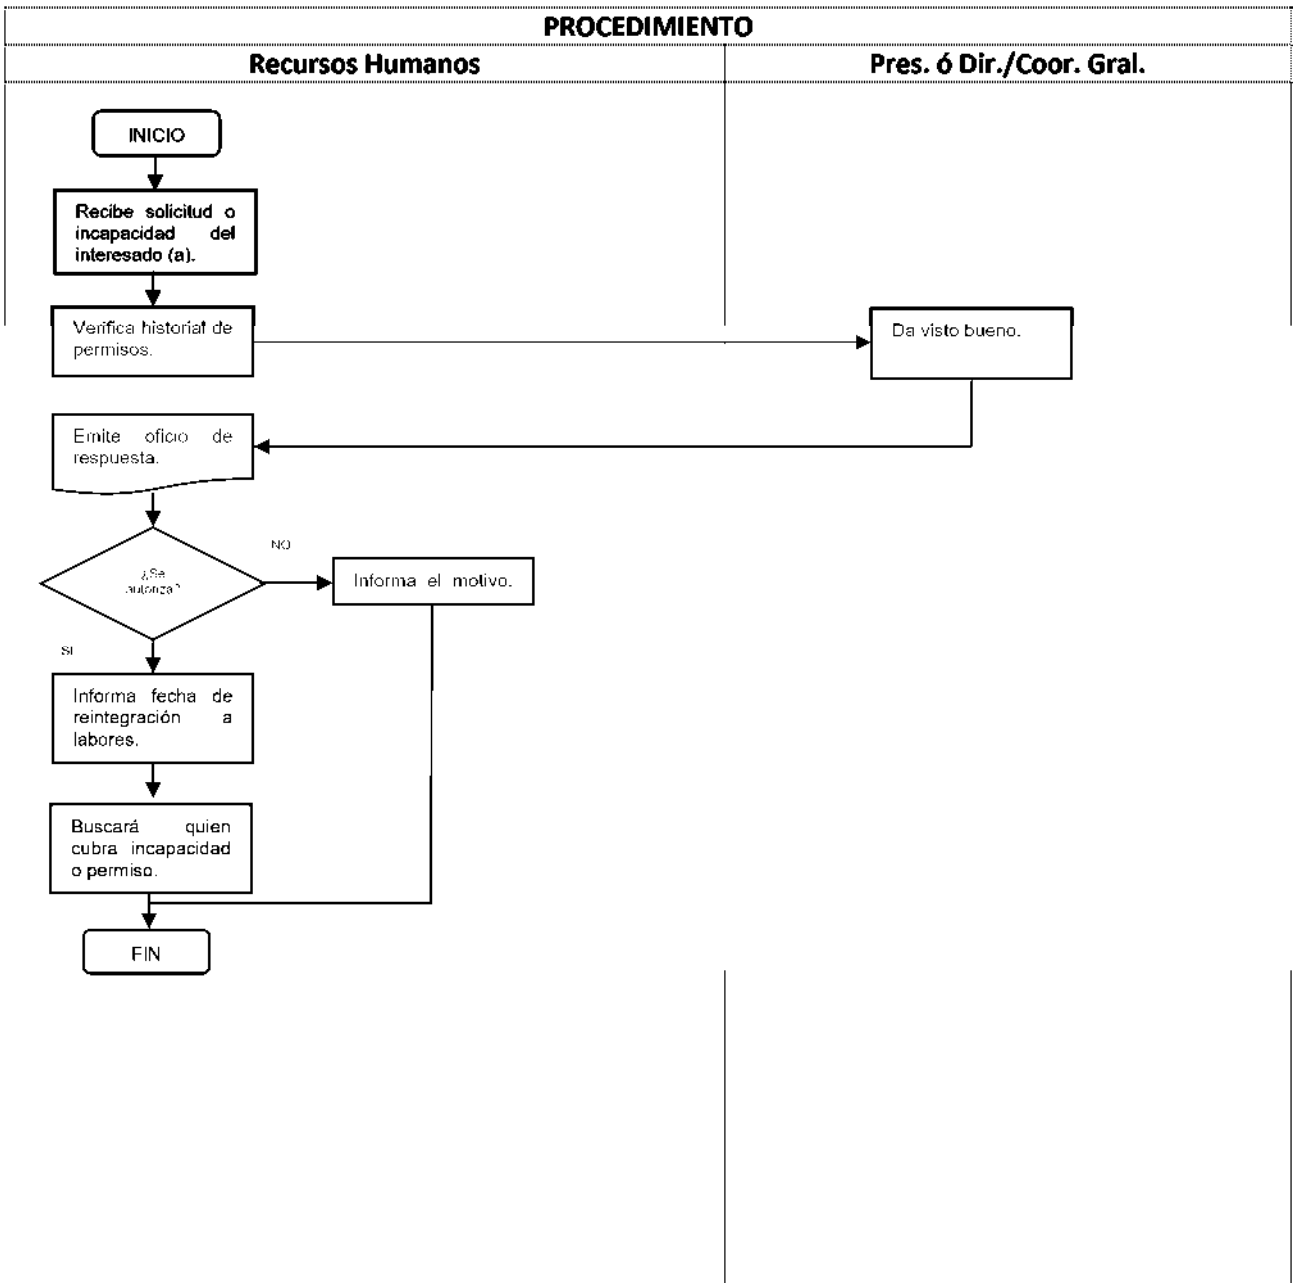 PROCEDIMIENTO
Recursos Humanos
Pres. ó Dir./Coor. Gral.
INICIO
Recibe solicitud o
incapacidad del
interesado (a).
Verifica historial de
permisos.
Da visto bueno.
Emite oficio de
respuesta.
NO
¿Se
autoriza?
Informa el motivo.
SI
Informa fecha de
reintegración a
labores.
Buscará quien
cubra incapacidad
o permiso.
FIN